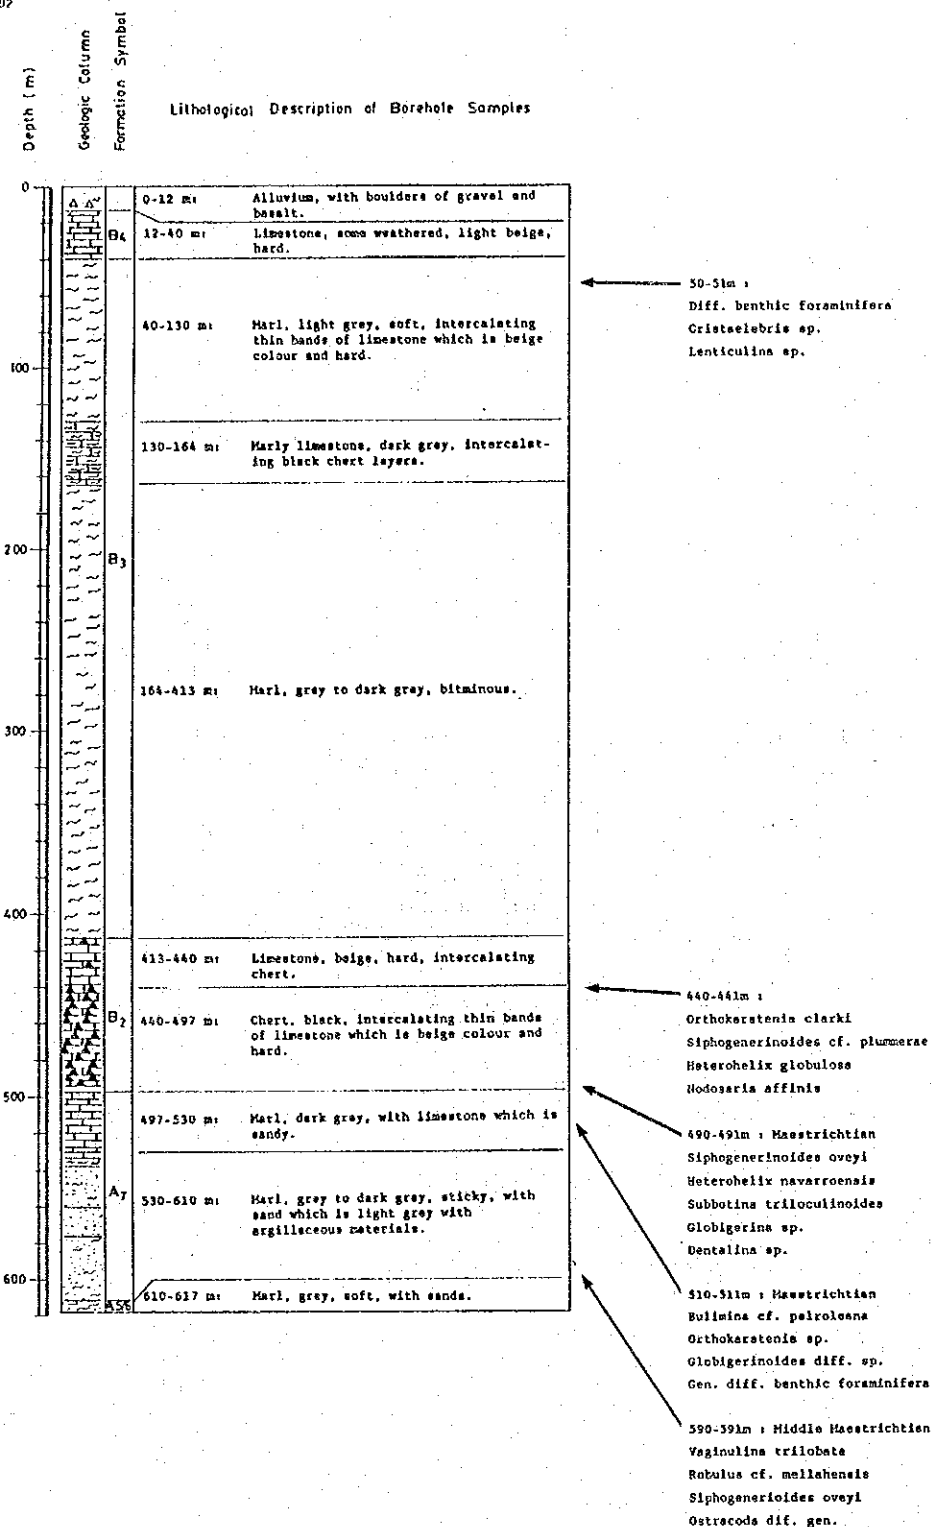 Depth (m)
Geologic Column
Formation Symbol
Lithological Description of Borehole Samples
0
0-12 m: Alluvium, with boulders of gravel and
basalt.
B4
12-40 m: Limestone, some weathered, light beige,
hard.
50-51m :
Diff. benthic foraminifera
Cristaelebris sp.
Lenticulina sp.
40-130 m: Marl, light grey, soft, intercalating
thin bands of limestone which is beige
colour and hard.
100
130-164 m: Marly limestone, dark grey, intercalat-
ing black chert layers.
200
B3
164-413 m: Marl, grey to dark grey, bitminous.
300
400
413-440 m: Limestone, beige, hard, intercalating
chert.
B2
440-497 m: Chert, black, intercalating thin bands
of limestone which is beige colour and
hard.
440-441m :
Orthokarstenia clarki
Siphogenerinoides cf. plummerae
Heterohelix globulosa
Nodosaria affinis
500
497-530 m: Marl, dark grey, with limestone which is
sandy.
490-491m : Maestrichtian
Siphogenerinoides oveyi
Heterohelix navarroensis
Subbotina triloculinoides
Globigerina sp.
Dentalina sp.
A7
530-610 m: Marl, grey to dark grey, sticky, with
sand which is light grey with
argillaceous materials.
600
A56
610-617 m: Marl, grey, soft, with sands.
510-511m : Maestrichtian
Bulimina cf.
Orthokarstenia sp.
Globigerinoides diff. sp.
Gen. diff. benthic foraminifera
590-591m : Middle Maestrichtian
Vaginulina trilobata
Robulus cf. mellahensis
Siphogenerioides oveyi
Ostracods dif. gen.